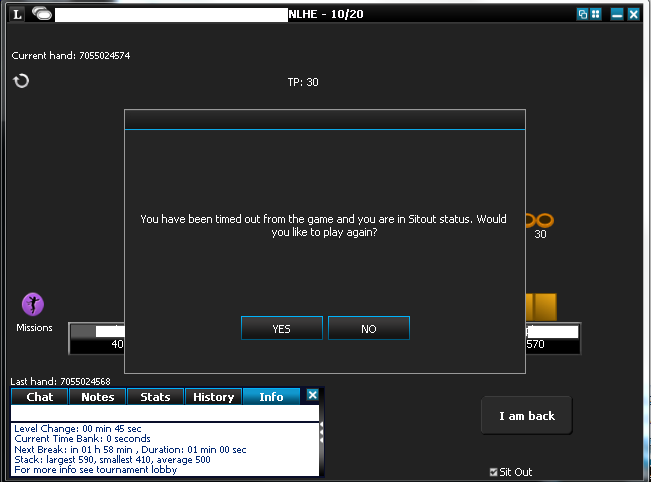 L NLHE - 10/20
Current hand: 7055024574
TP: 30
You have been timed out from the game and you are in Sitout status. Would
you like to play again?
30
YES NO
Missions
40
570
Last hand: 7055024568
Chat Notes Stats History Info
I am back
Level Change: 00 min 45 sec
Current Time Bank: 0 seconds
Next Break: in 01 h 58 min , Duration: 01 min 00 sec
Stack: largest 590, smallest 410, average 500
For more info see tournament lobby
Sit Out